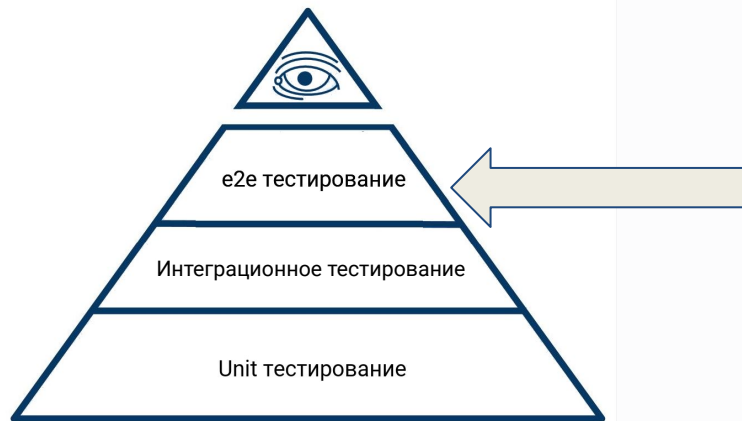 e2e тестирование
Интеграционное тестирование
Unit тестирование